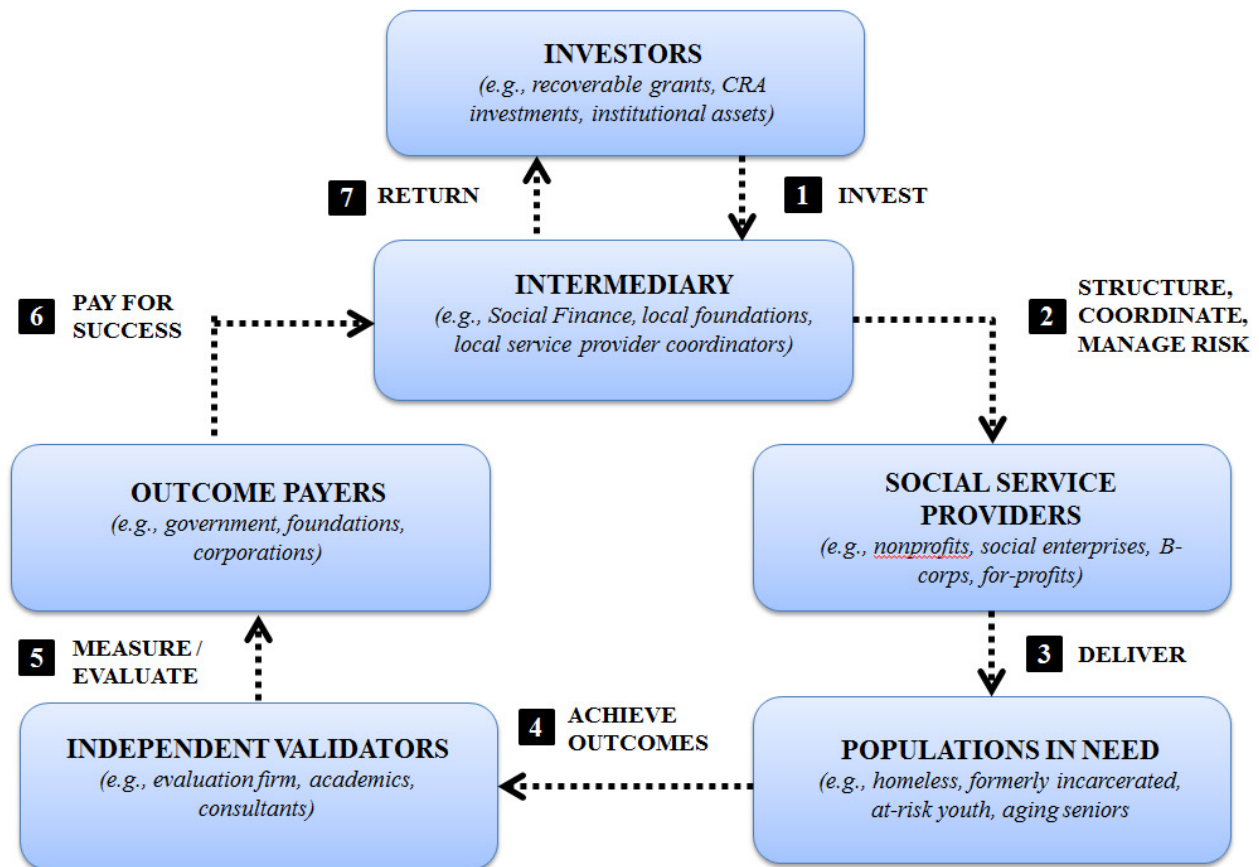 INVESTORS
(e.g., recoverable grants, CRA
investments, institutional assets)
7 RETURN
1 INVEST
INTERMEDIARY
(e.g., Social Finance, local foundations,
local service provider coordinators)
6 PAY FOR
SUCCESS
2 STRUCTURE,
COORDINATE,
MANAGE RISK
OUTCOME PAYERS
(e.g., government, foundations,
corporations)
SOCIAL SERVICE
PROVIDERS
(e.g., nonprofits, social enterprises, B-
corps, for-profits)
5 MEASURE /
EVALUATE
3 DELIVER
4 ACHIEVE
OUTCOMES
INDEPENDENT VALIDATORS
(e.g., evaluation firm, academics,
consultants)
POPULATIONS IN NEED
(e.g., homeless, formerly incarcerated,
at-risk youth, aging seniors